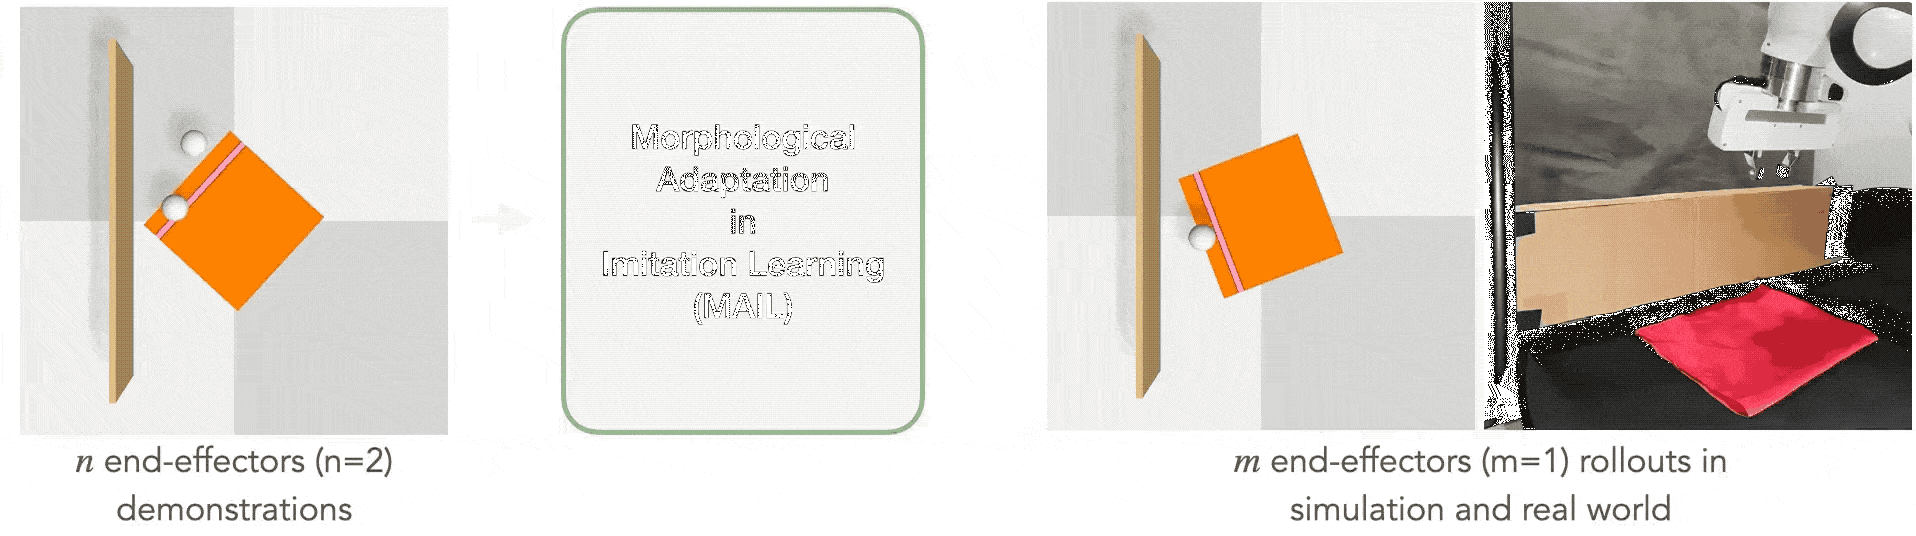 Morphological
Adaptation
in
Imitation Learning
(MAIL)
n end-effectors (n=2)
demonstrations
m end-effectors (m=1) rollouts in
simulation and real world